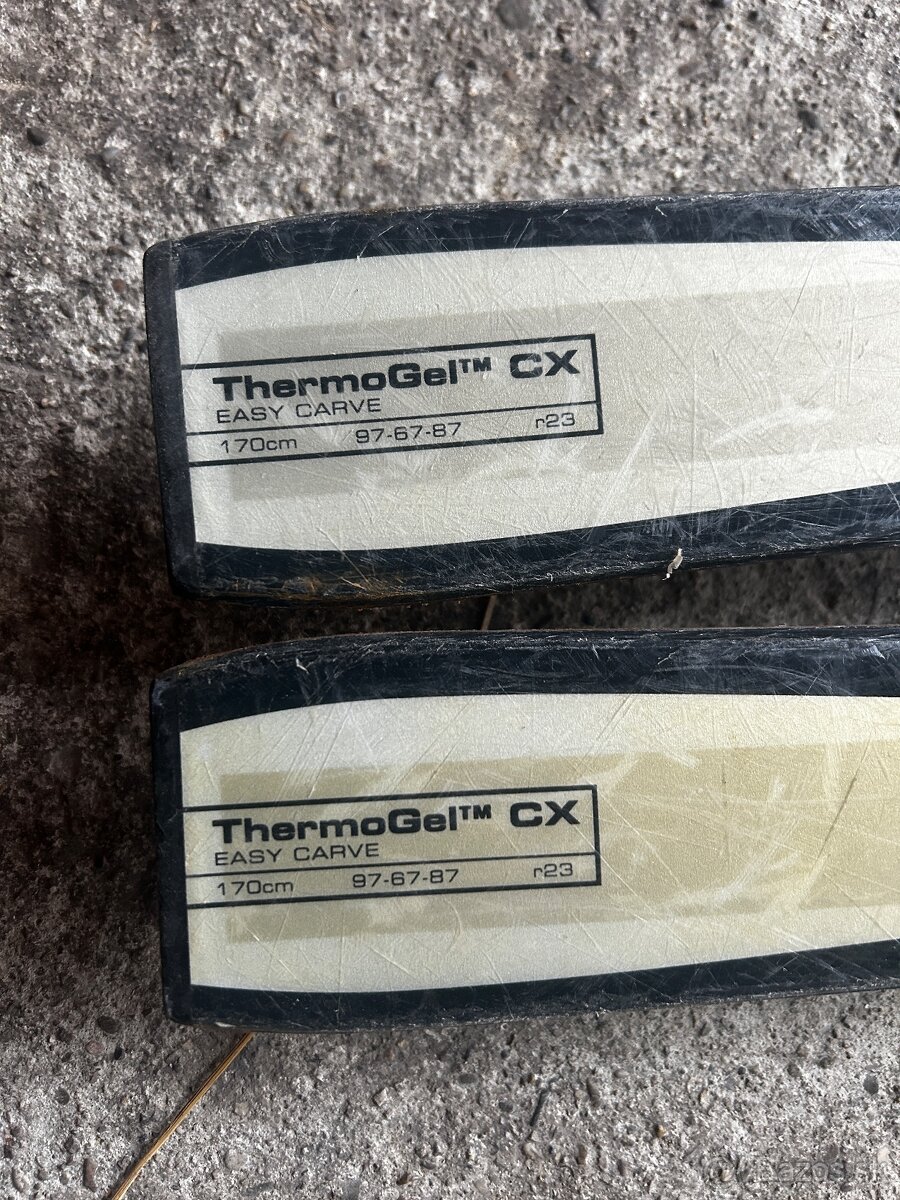 ThermoGel™ CX
EASY CARVE
170cm 97-67-87 r23
ThermoGel™ CX
EASY CARVE
170cm 97-67-87 r23